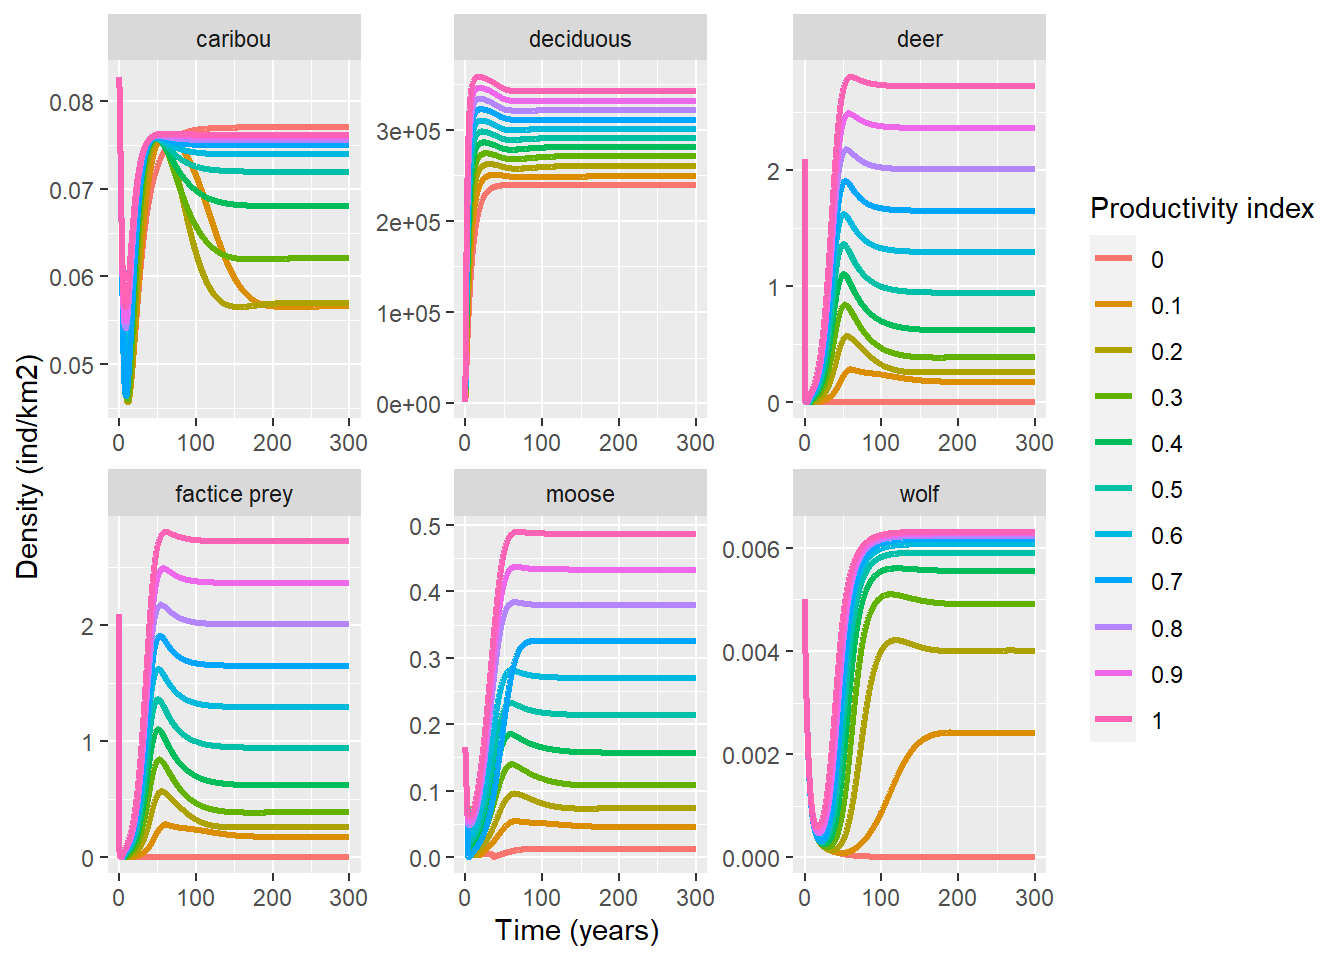 caribou
deciduous
deer
0.08
0.07
0.06
0.05
3e+05
2e+05
1e+05
0e+00
2
1
0
0 100 200 300
0 100 200 300
0 100 200 300
factice prey
moose
wolf
2
1
0
0.5
0.4
0.3
0.2
0.1
0.0
0.006
0.004
0.002
0.000
0 100 200 300
0 100 200 300
0 100 200 300
Density (ind/km2)
Time (years)
Productivity index
0
0.1
0.2
0.3
0.4
0.5
0.6
0.7
0.8
0.9
1